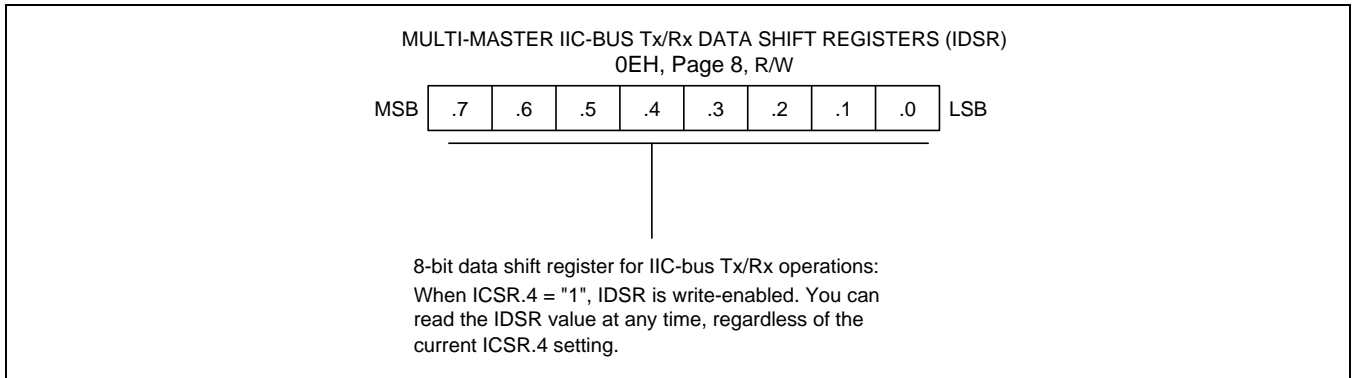 MULTI-MASTER IIC-BUS Tx/Rx DATA SHIFT REGISTERS (IDSR)
0EH, Page 8, R/W
MSB .7 .6 .5 .4 .3 .2 .1 .0 LSB
8-bit data shift register for IIC-bus Tx/Rx operations:
When ICSR.4 = "1", IDSR is write-enabled. You can
read the IDSR value at any time, regardless of the
current ICSR.4 setting.